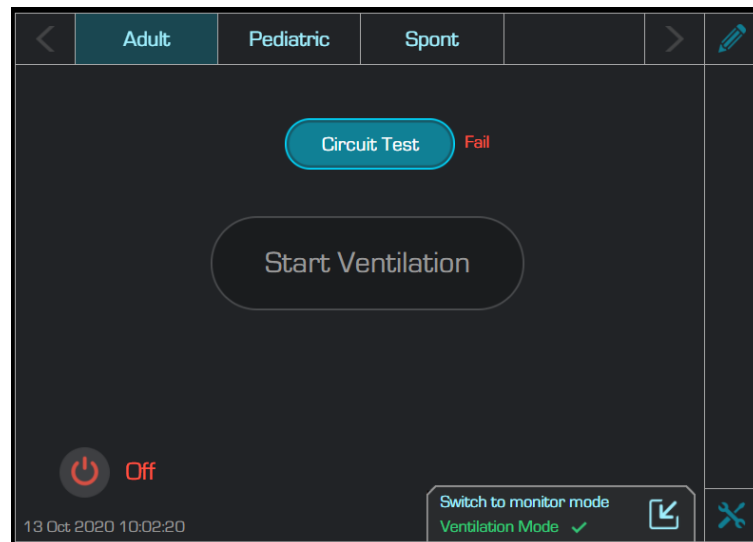 Adult
Pediatric
Spont
Circuit Test
Fail
Start Ventilation
Off
Switch to monitor mode
Ventilation Mode
13 Oct 2020 10:02:20